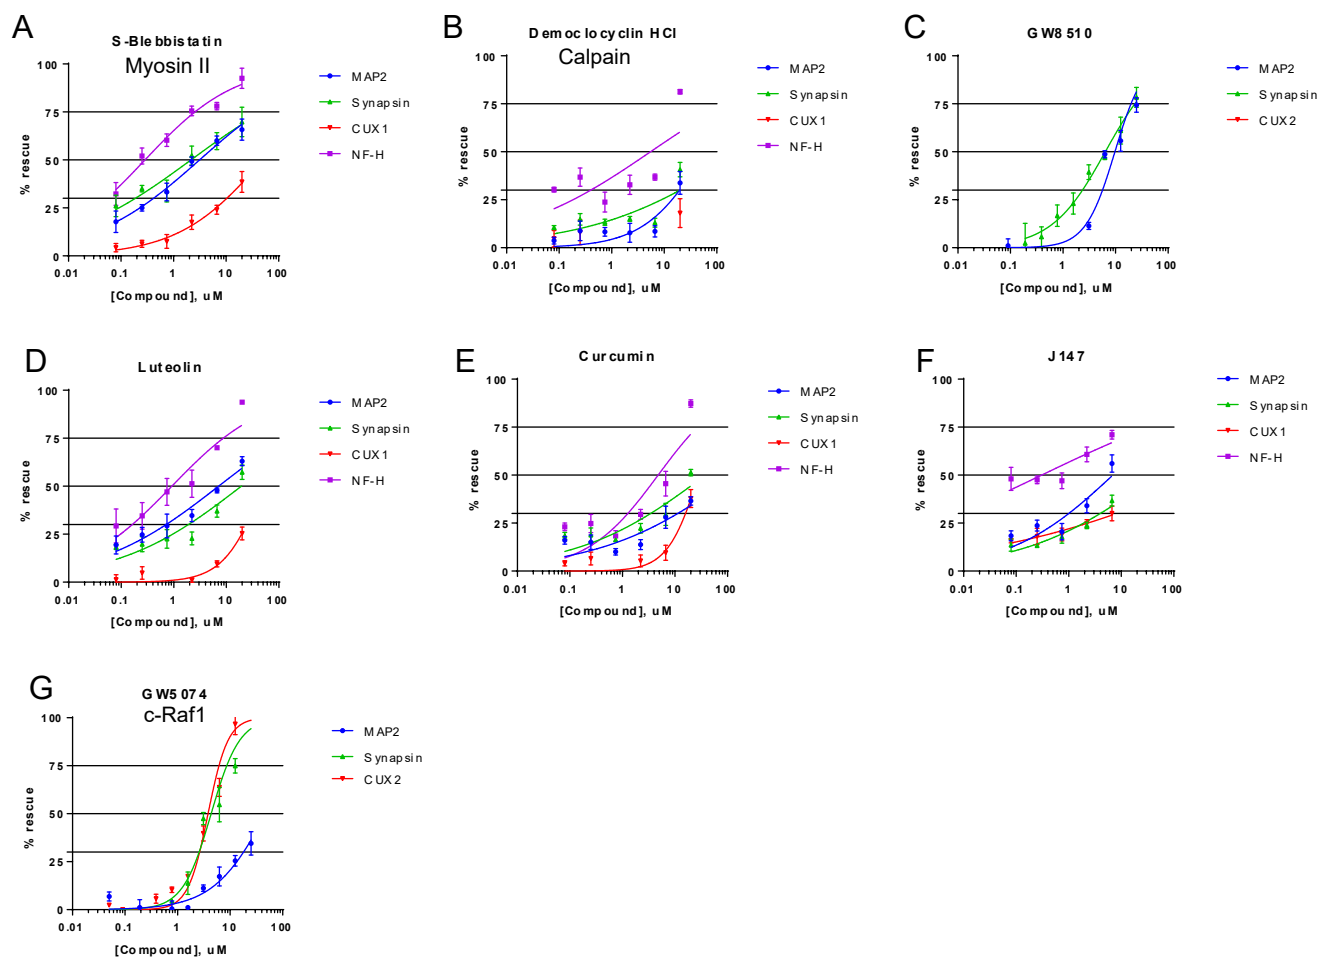 A
S-Blebbistatin
Myosin II
100
75
50
25
0
% rescue
0.01 0.1 1 10 100
[Compound], uM
MAP2
Synapsin
CUX1
NF-H
B
Democlocyclin HCl
Calpain
100
75
50
25
0
% rescue
0.01 0.1 1 10 100
[Compound], uM
MAP2
Synapsin
CUX1
NF-H
C
GW8510
100
75
50
25
0
% rescue
0.01 0.1 1 10 100
[Compound], uM
MAP2
Synapsin
CUX2
D
Luteolin
100
75
50
25
0
% rescue
0.01 0.1 1 10 100
[Compound], uM
MAP2
Synapsin
CUX1
NF-H
E
Curcumin
100
75
50
25
0
% rescue
0.01 0.1 1 10 100
[Compound], uM
MAP2
Synapsin
CUX1
NF-H
F
J147
100
75
50
25
0
% rescue
0.01 0.1 1 10 100
[Compound], uM
MAP2
Synapsin
CUX1
NF-H
G
GW5074
c-Raf1
100
75
50
25
0
% rescue
0.01 0.1 1 10 100
[Compound], uM
MAP2
Synapsin
CUX2